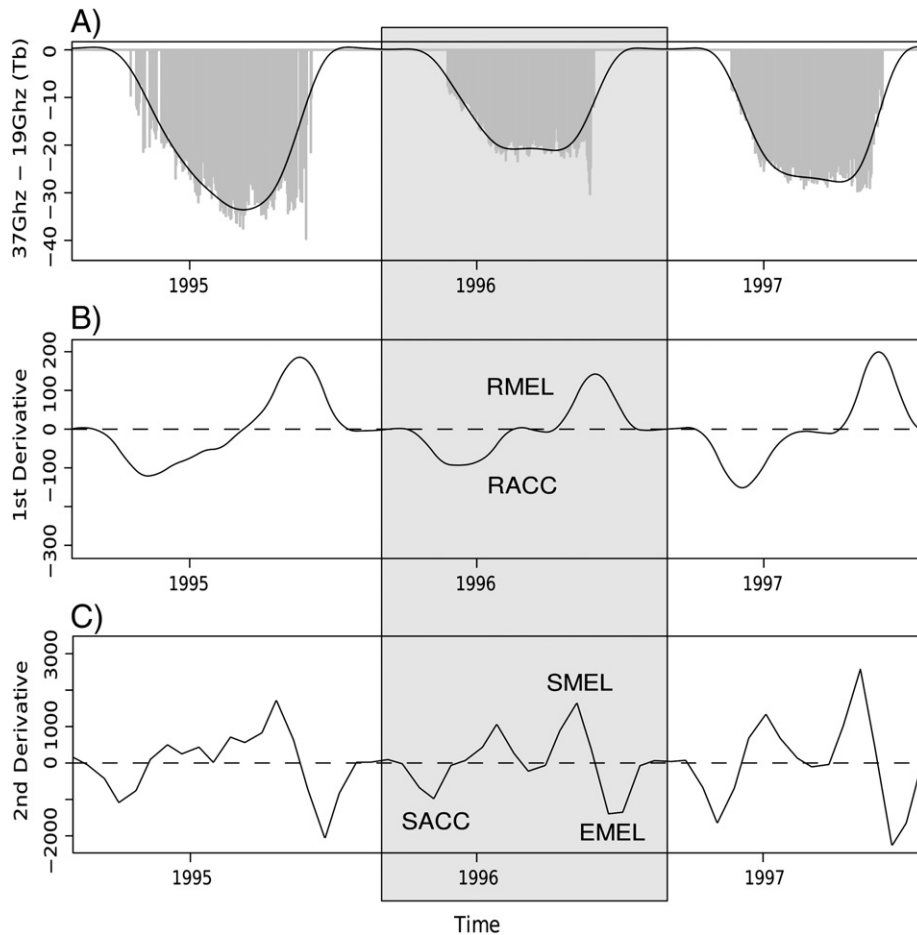 A)
37Ghz − 19Ghz (Tb)
0
−10
−20
−30
−40
1995
1996
1997
B)
1st Derivative
200
100
0
−100
−300
RMEL
RACC
1995
1996
1997
C)
2nd Derivative
3000
1000
0
−2000
SMEL
SACC
EMEL
1995
1996
1997
Time